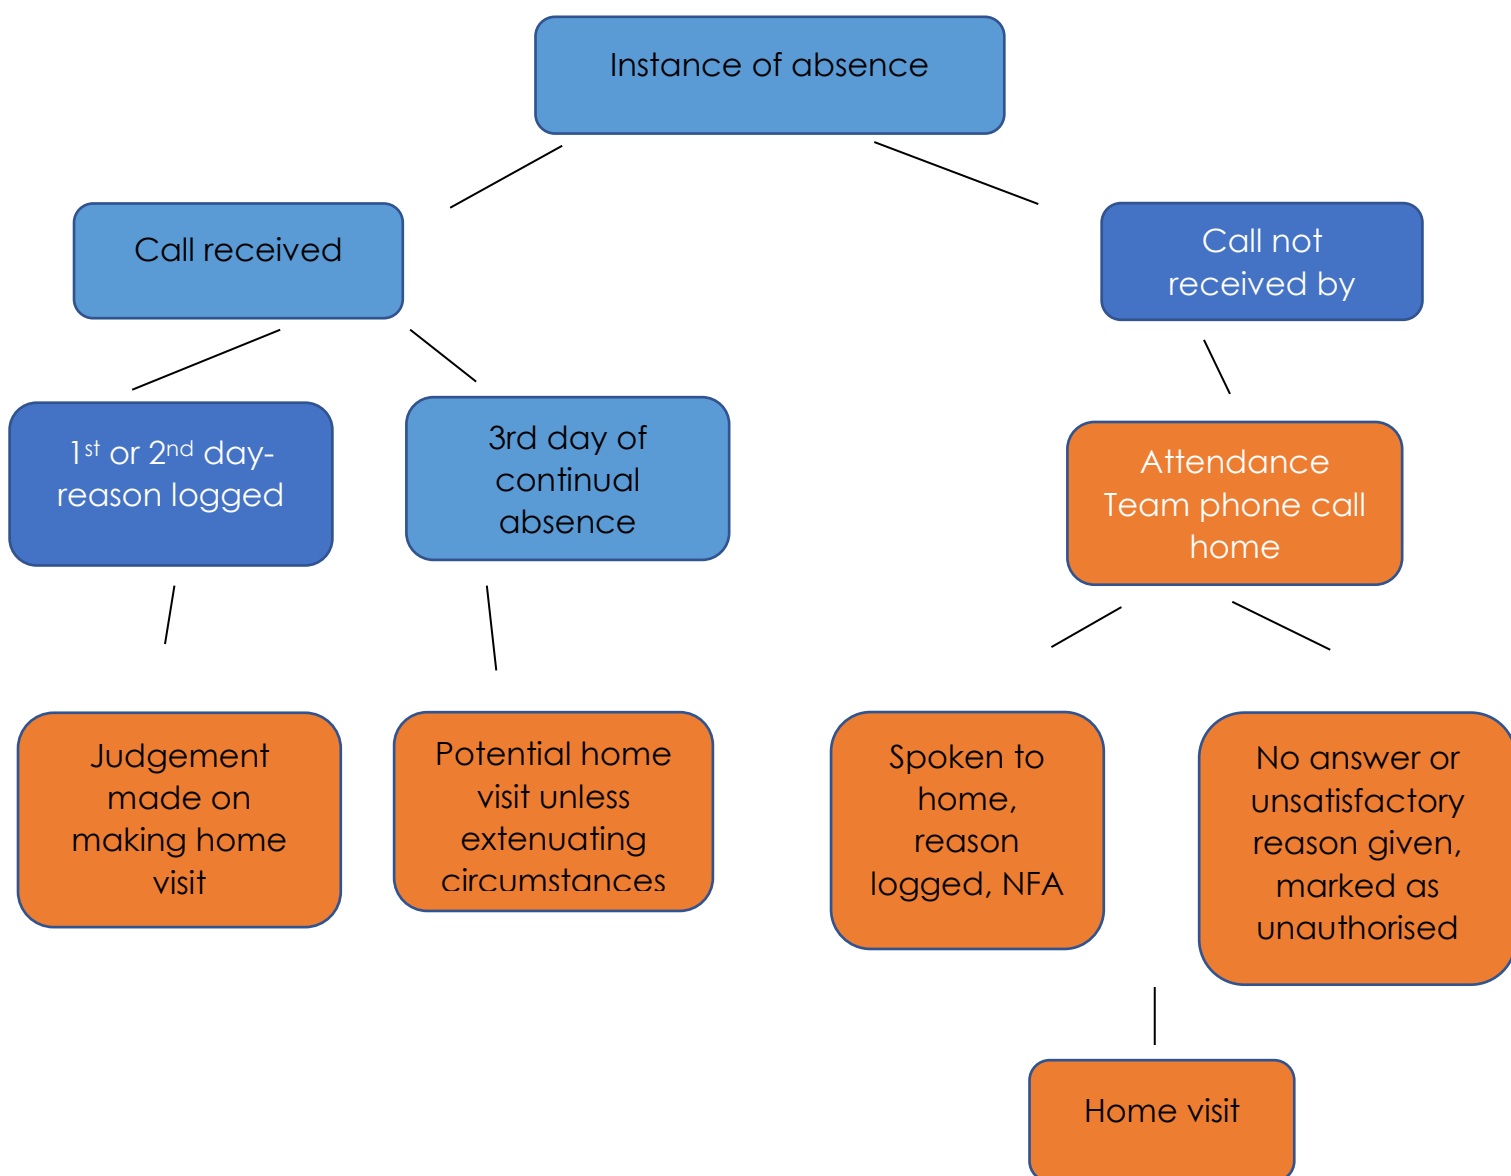 Instance of absence
Call received
Call not
received by
1st or 2nd day-
reason logged
3rd day of
continual
absence
Attendance
Team phone call
home
Judgement
made on
making home
visit
Potential home
visit unless
extenuating
circumstances
Spoken to
home,
reason
logged, NFA
No answer or
unsatisfactory
reason given,
marked as
unauthorised
Home visit